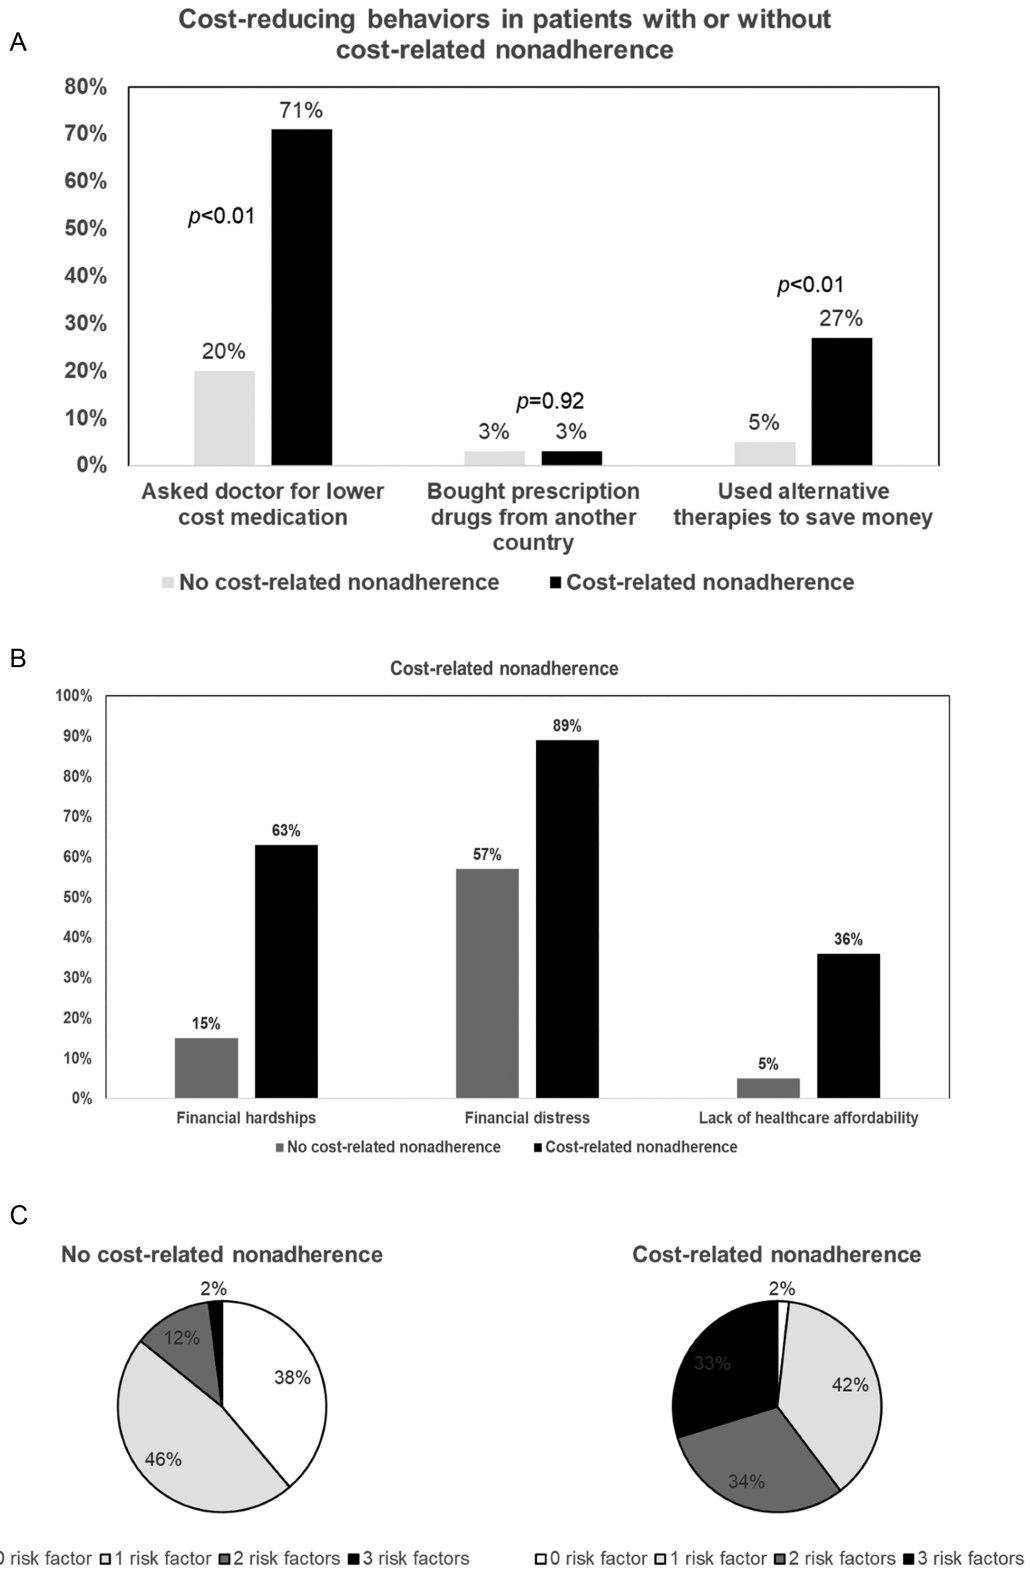 A
Cost-reducing behaviors in patients with or without
cost-related nonadherence
80%
70%
60%
50%
40%
30%
20%
10%
0%
71%
p<0.01
20%
p=0.92
3% 3%
p<0.01
27%
5%
Asked doctor for lower
cost medication
Bought prescription
drugs from another
country
Used alternative
therapies to save money
No cost-related nonadherence Cost-related nonadherence
B
Cost-related nonadherence
100%
90%
80%
70%
60%
50%
40%
30%
20%
10%
0%
15%
63%
57%
89%
5%
36%
Financial hardships Financial distress Lack of healthcare affordability
No cost-related nonadherence Cost-related nonadherence
C
No cost-related nonadherence
2%
12%
38%
46%
0 risk factor 1 risk factor 2 risk factors 3 risk factors
Cost-related nonadherence
2%
33%
42%
34%
0 risk factor 1 risk factor 2 risk factors 3 risk factors